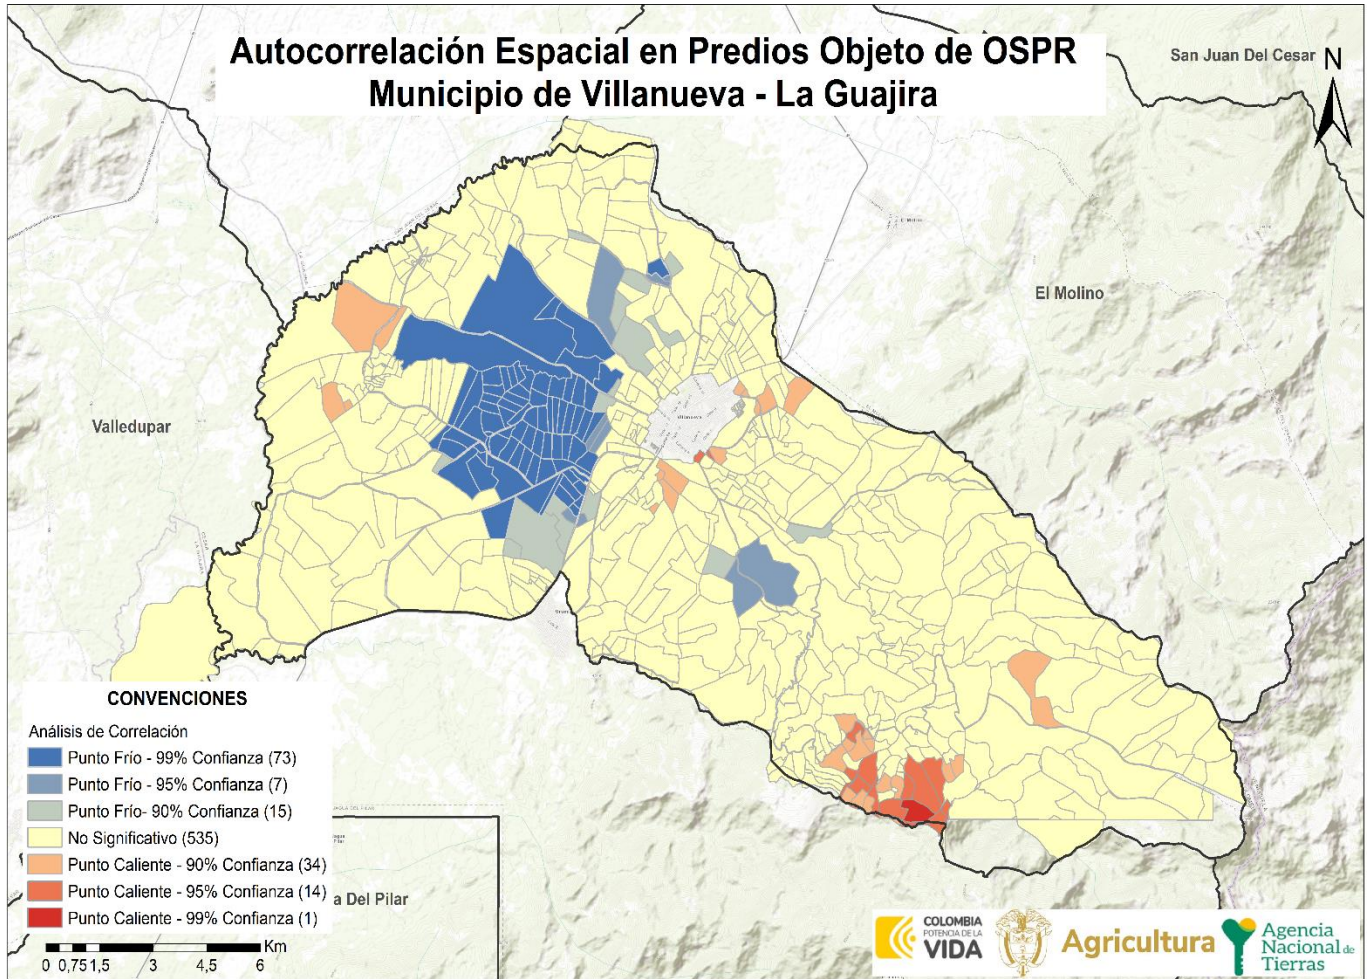 Autocorrelación Espacial en Predios Objeto de OSPR
Municipio de Villanueva - La Guajira
San Juan Del Cesar
N
El Molino
El Molino
Valledupar
Villanueva
CONVENCIONES
Análisis de Correlación
Punto Frío - 99% Confianza (73)
Punto Frío - 95% Confianza (7)
Punto Frío- 90% Confianza (15)
No Significativo (535)
Punto Caliente - 90% Confianza (34)
Punto Caliente - 95% Confianza (14)
Punto Caliente - 99% Confianza (1)
a Del Pilar
Km
0 0,75 1,5 3 4,5 6
COLOMBIA
POTENCIA DE LA
VIDA
Agricultura
Agencia
Nacional de
Tierras